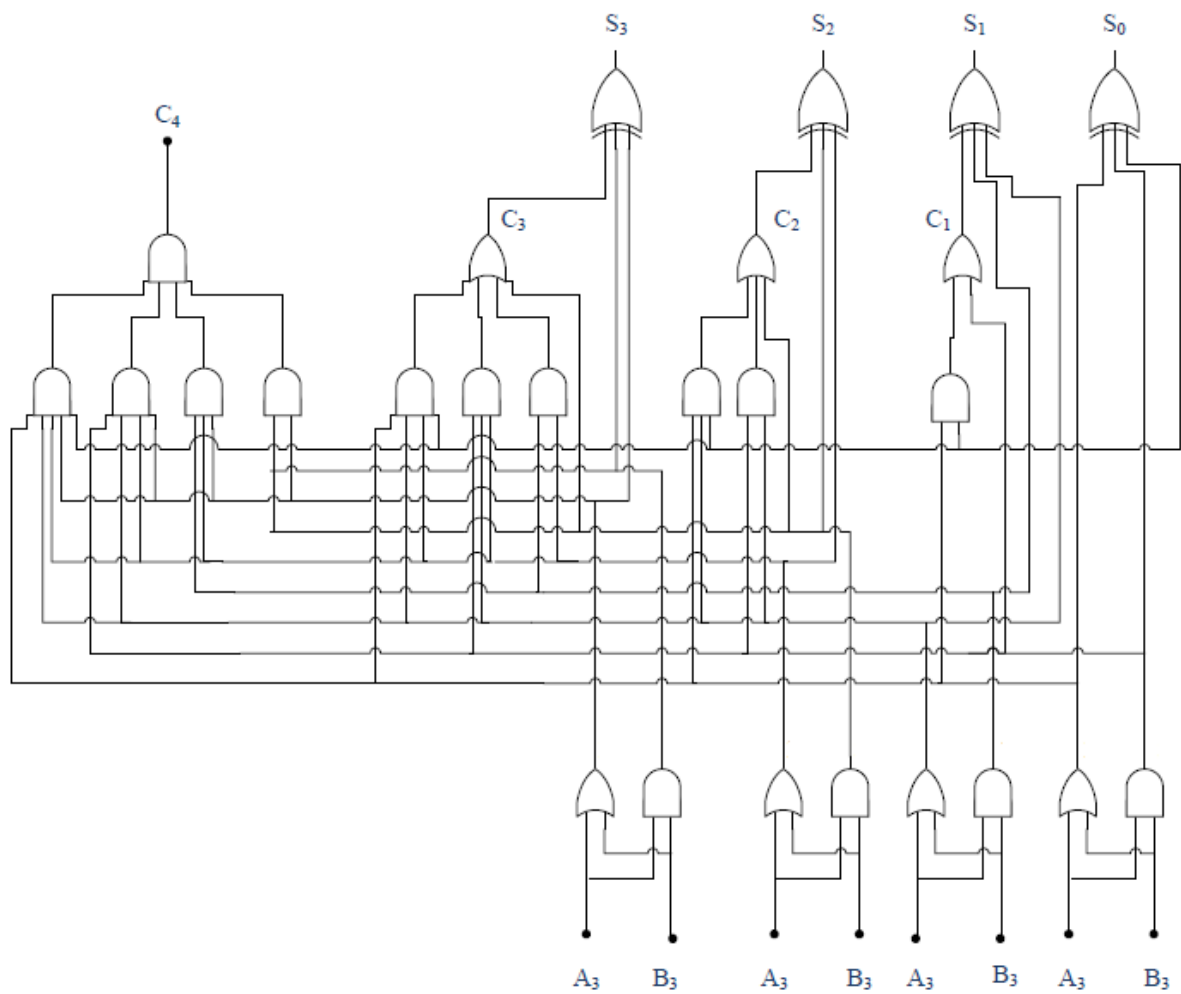 S₃ S₂ S₁ S₀
C₄
C₃ C₂ C₁
A₃ B₃ A₃ B₃ A₃ B₃ A₃ B₃